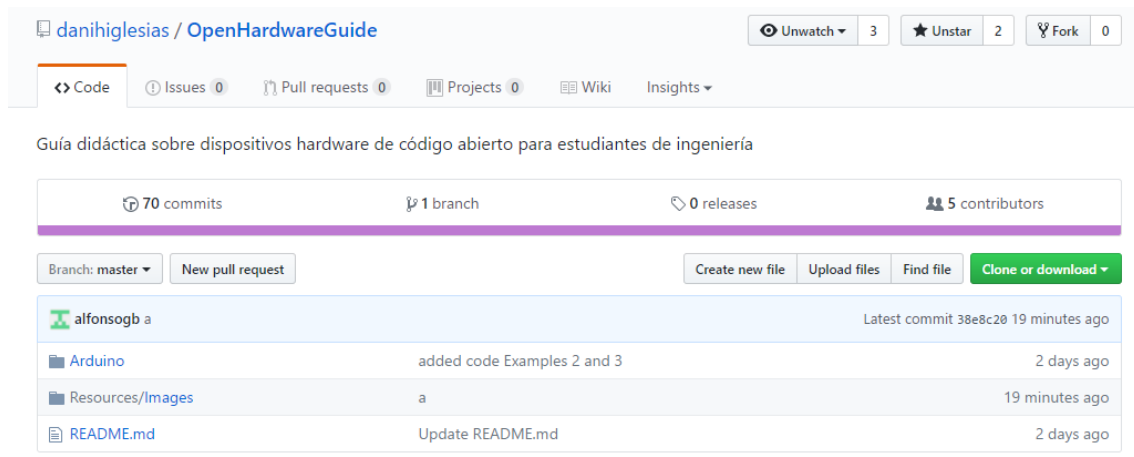 danihiglesias / OpenHardwareGuide
Unwatch 3 Unstar 2 Fork 0
Code Issues 0 Pull requests 0 Projects 0 Wiki Insights
Guía didáctica sobre dispositivos hardware de código abierto para estudiantes de ingeniería
70 commits 1 branch 0 releases 5 contributors
Branch: master New pull request Create new file Upload files Find file Clone or download
alfonsogb a Latest commit 38e8c20 19 minutes ago
Arduino added code Examples 2 and 3 2 days ago
Resources/Images a 19 minutes ago
README.md Update README.md 2 days ago